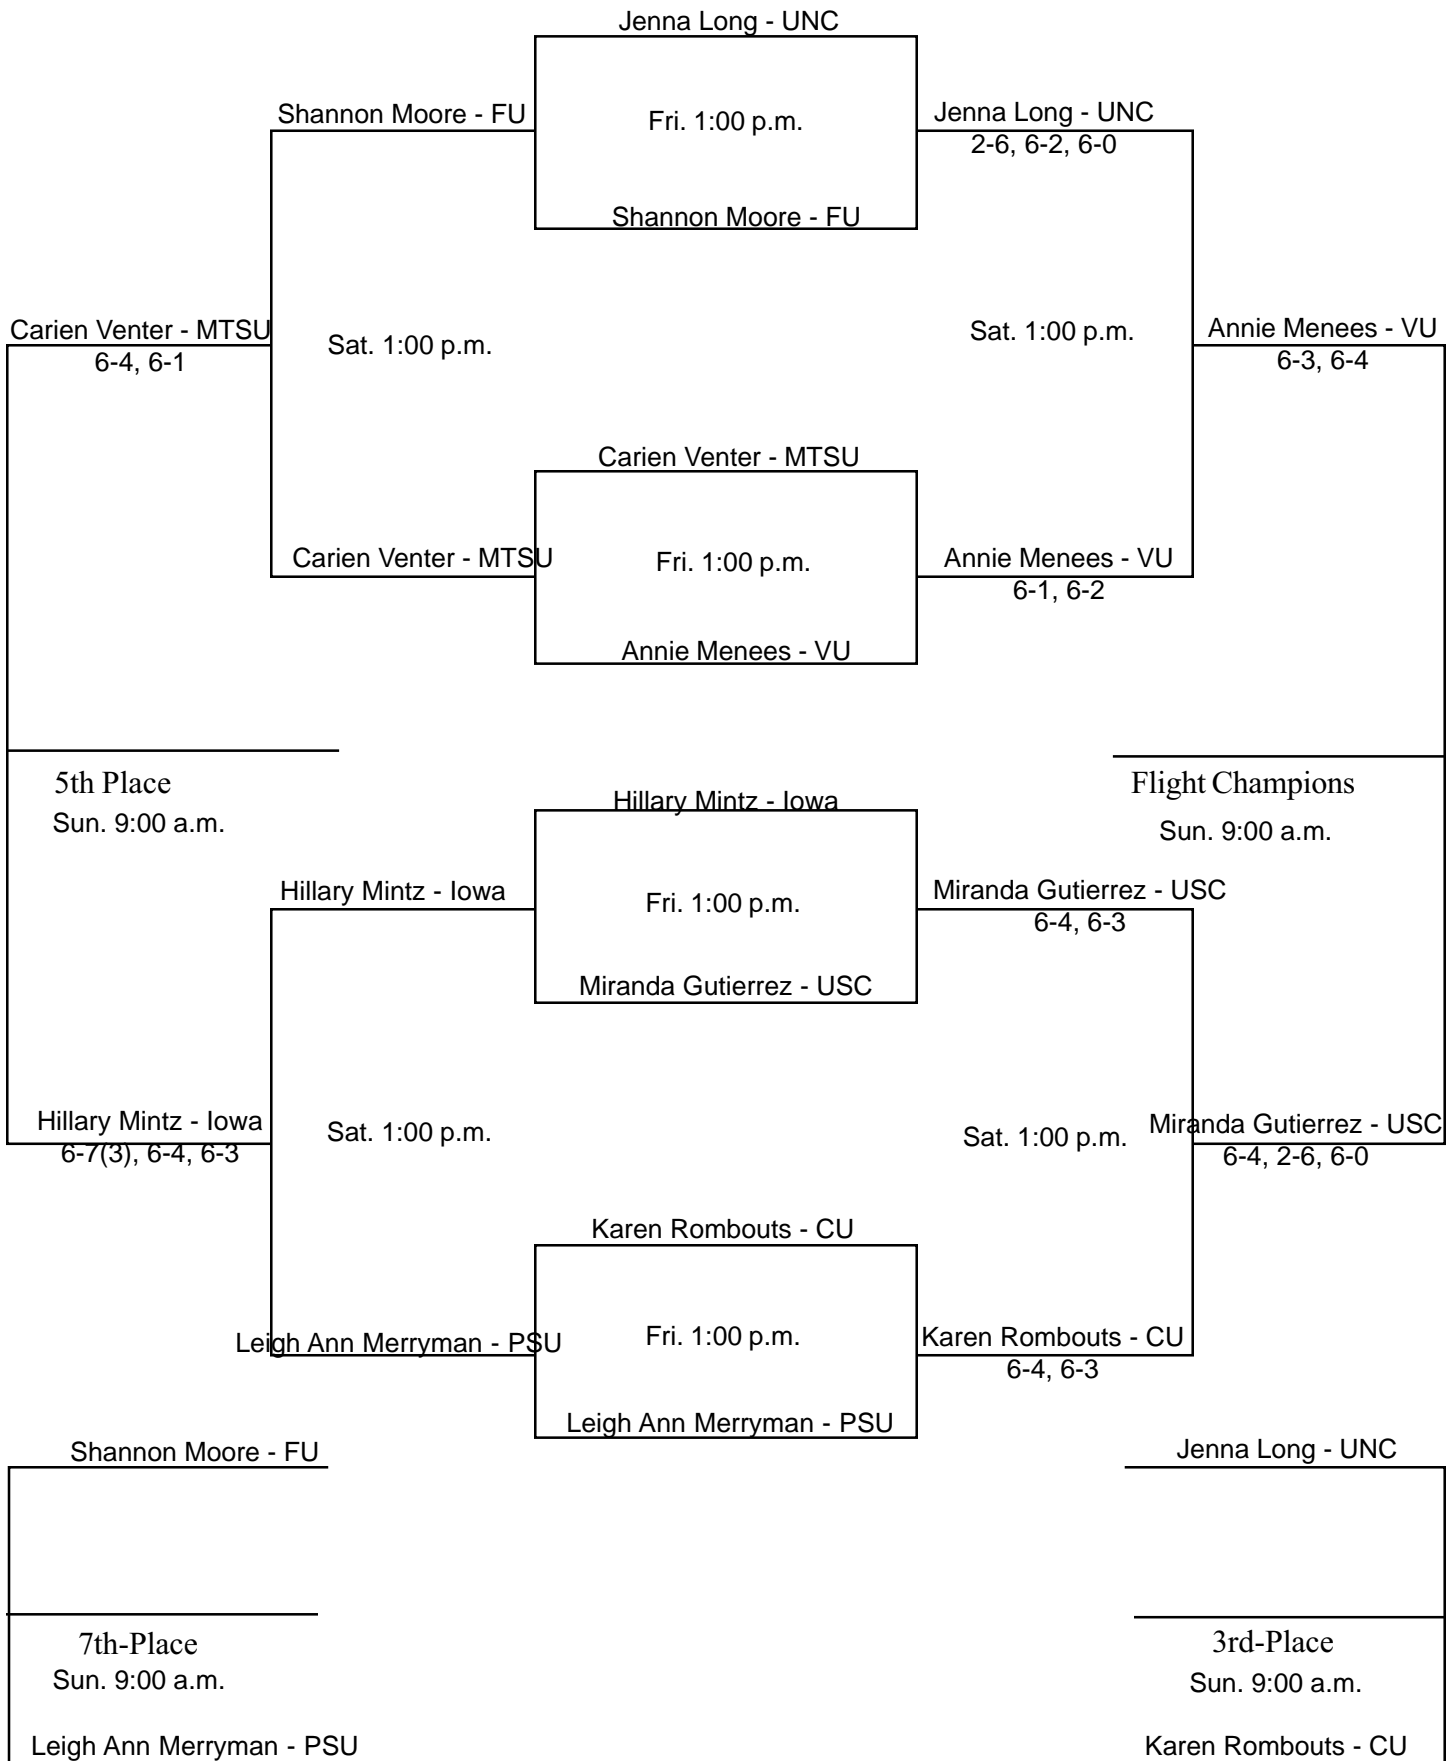 Jenna Long - UNC
Shannon Moore - FU
Fri. 1:00 p.m.
Jenna Long - UNC
2-6, 6-2, 6-0
Shannon Moore - FU
Carien Venter - MTSU
6-4, 6-1
Sat. 1:00 p.m.
Sat. 1:00 p.m.
Annie Menees - VU
6-3, 6-4
Carien Venter - MTSU
Carien Venter - MTSU
Fri. 1:00 p.m.
Annie Menees - VU
6-1, 6-2
Annie Menees - VU
5th Place
Sun. 9:00 a.m.
Flight Champions
Sun. 9:00 a.m.
Hillary Mintz - Iowa
Hillary Mintz - Iowa
Fri. 1:00 p.m.
Miranda Gutierrez - USC
6-4, 6-3
Miranda Gutierrez - USC
Hillary Mintz - Iowa
6-7(3), 6-4, 6-3
Sat. 1:00 p.m.
Sat. 1:00 p.m.
Miranda Gutierrez - USC
6-4, 2-6, 6-0
Karen Rombouts - CU
Leigh Ann Merryman - PSU
Fri. 1:00 p.m.
Karen Rombouts - CU
6-4, 6-3
Leigh Ann Merryman - PSU
Shannon Moore - FU
Jenna Long - UNC
7th-Place
Sun. 9:00 a.m.
3rd-Place
Sun. 9:00 a.m.
Leigh Ann Merryman - PSU
Karen Rombouts - CU